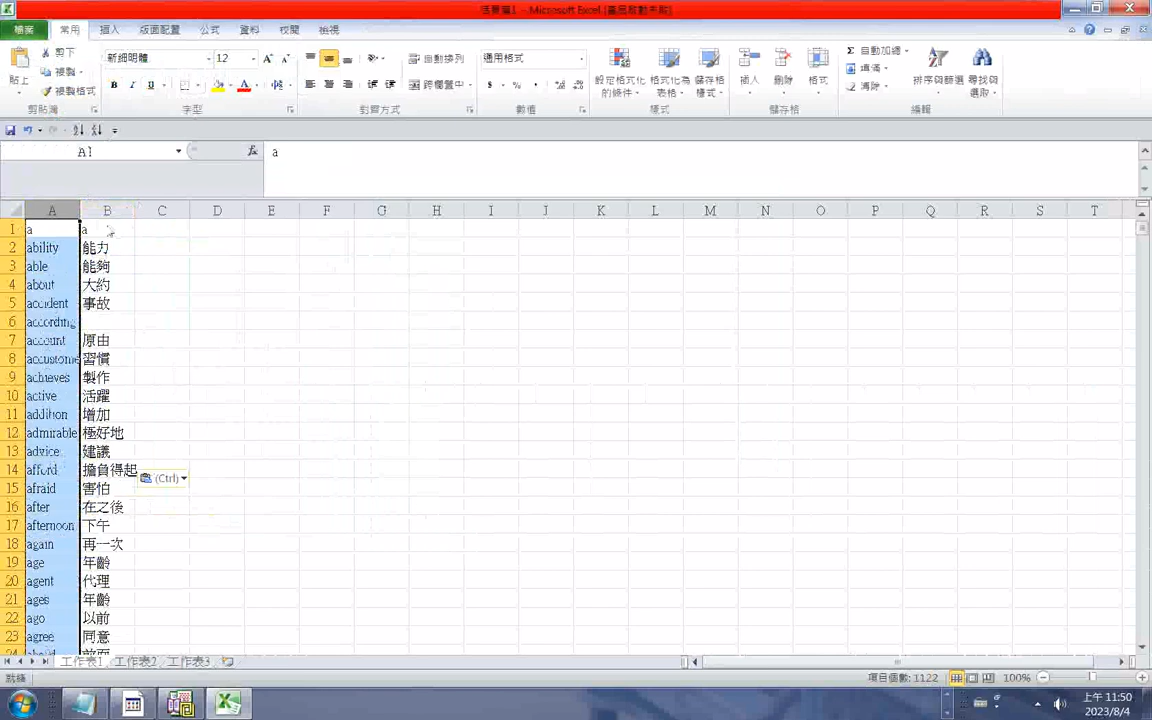 活頁簿1 - Microsoft Excel (產品啟動失敗)
檔案 常用 插入 版面配置 公式 資料 校閱 檢視
貼上 剪下 複製 複製格式 剪貼簿
新細明體 12 B I U 字型
自動換列 跨欄置中 對齊方式
通用格式 $ % 數值
設定格式化的條件 格式化為表格 儲存格樣式 樣式
插入 刪除 格式 儲存格
自動加總 填滿 清除 排序與篩選 尋找與選取 編輯
A1 fx a
A B C D E F G H I J K L M N O P Q R S T
1 a a
2 ability 能力
3 able 能夠
4 about 大約
5 accident 事故
6 according
7 account 原由
8 accustome 習慣
9 achieves 製作
10 active 活躍
11 addition 增加
12 admirable 極好地
13 advice 建議
14 afford 擔負得起 (Ctrl)
15 afraid 害怕
16 after 在之後
17 afternoon 下午
18 again 再一次
19 age 年齡
20 agent 代理
21 ages 年齡
22 ago 以前
23 agree 同意
24 ahead 前面
工作表1 工作表2 工作表3
就緒 項目個數: 1122 100%
上午 11:50
2023/8/4